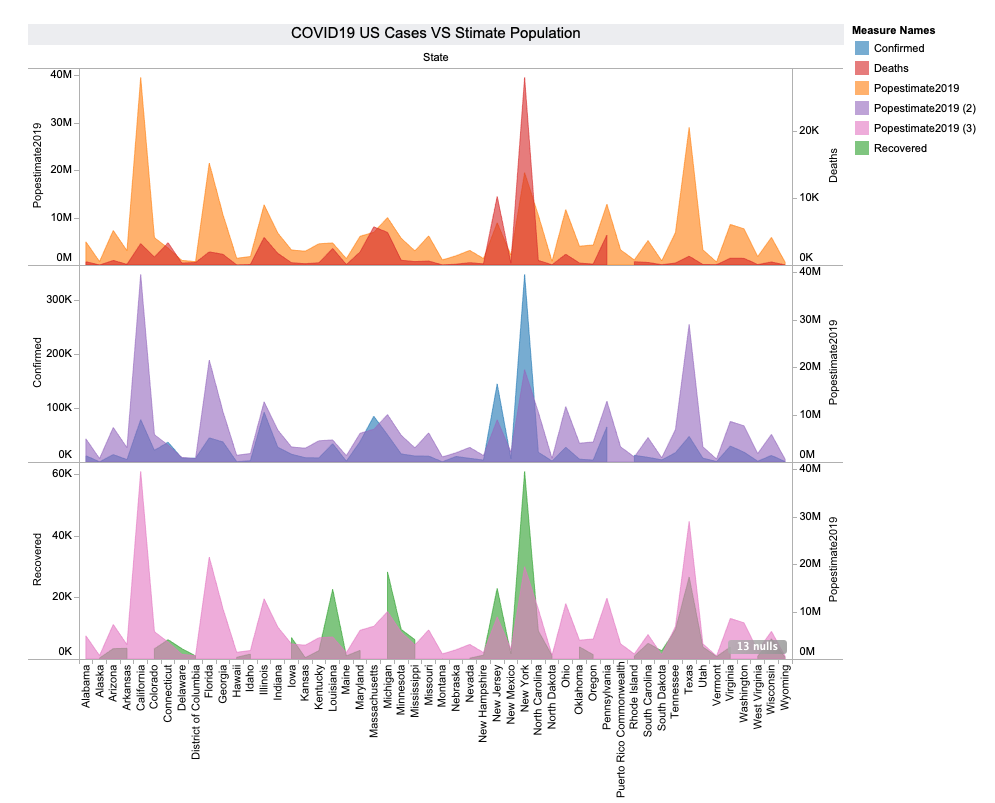 COVID19 US Cases VS Stimate Population
State
Measure Names
Confirmed
Deaths
Popestimate2019
Popestimate2019 (2)
Popestimate2019 (3)
Recovered
Popestimate2019
40M
30M
20M
10M
0M
Deaths
20K
10K
0K
Confirmed
300K
200K
100K
0K
Popestimate2019
40M
30M
20M
10M
0M
Recovered
60K
40K
20K
0K
Popestimate2019
40M
30M
20M
10M
0M
13 nulls
Alabama
Alaska
Arizona
Arkansas
California
Colorado
Connecticut
Delaware
District of Columbia
Florida
Georgia
Hawaii
Idaho
Illinois
Indiana
Iowa
Kansas
Kentucky
Louisiana
Maine
Maryland
Massachusetts
Michigan
Minnesota
Mississippi
Missouri
Montana
Nebraska
Nevada
New Hampshire
New Jersey
New Mexico
New York
North Carolina
North Dakota
Ohio
Oklahoma
Oregon
Pennsylvania
Puerto Rico Commonwealth
Rhode Island
South Carolina
South Dakota
Tennessee
Texas
Utah
Vermont
Virginia
Washington
West Virginia
Wisconsin
Wyoming